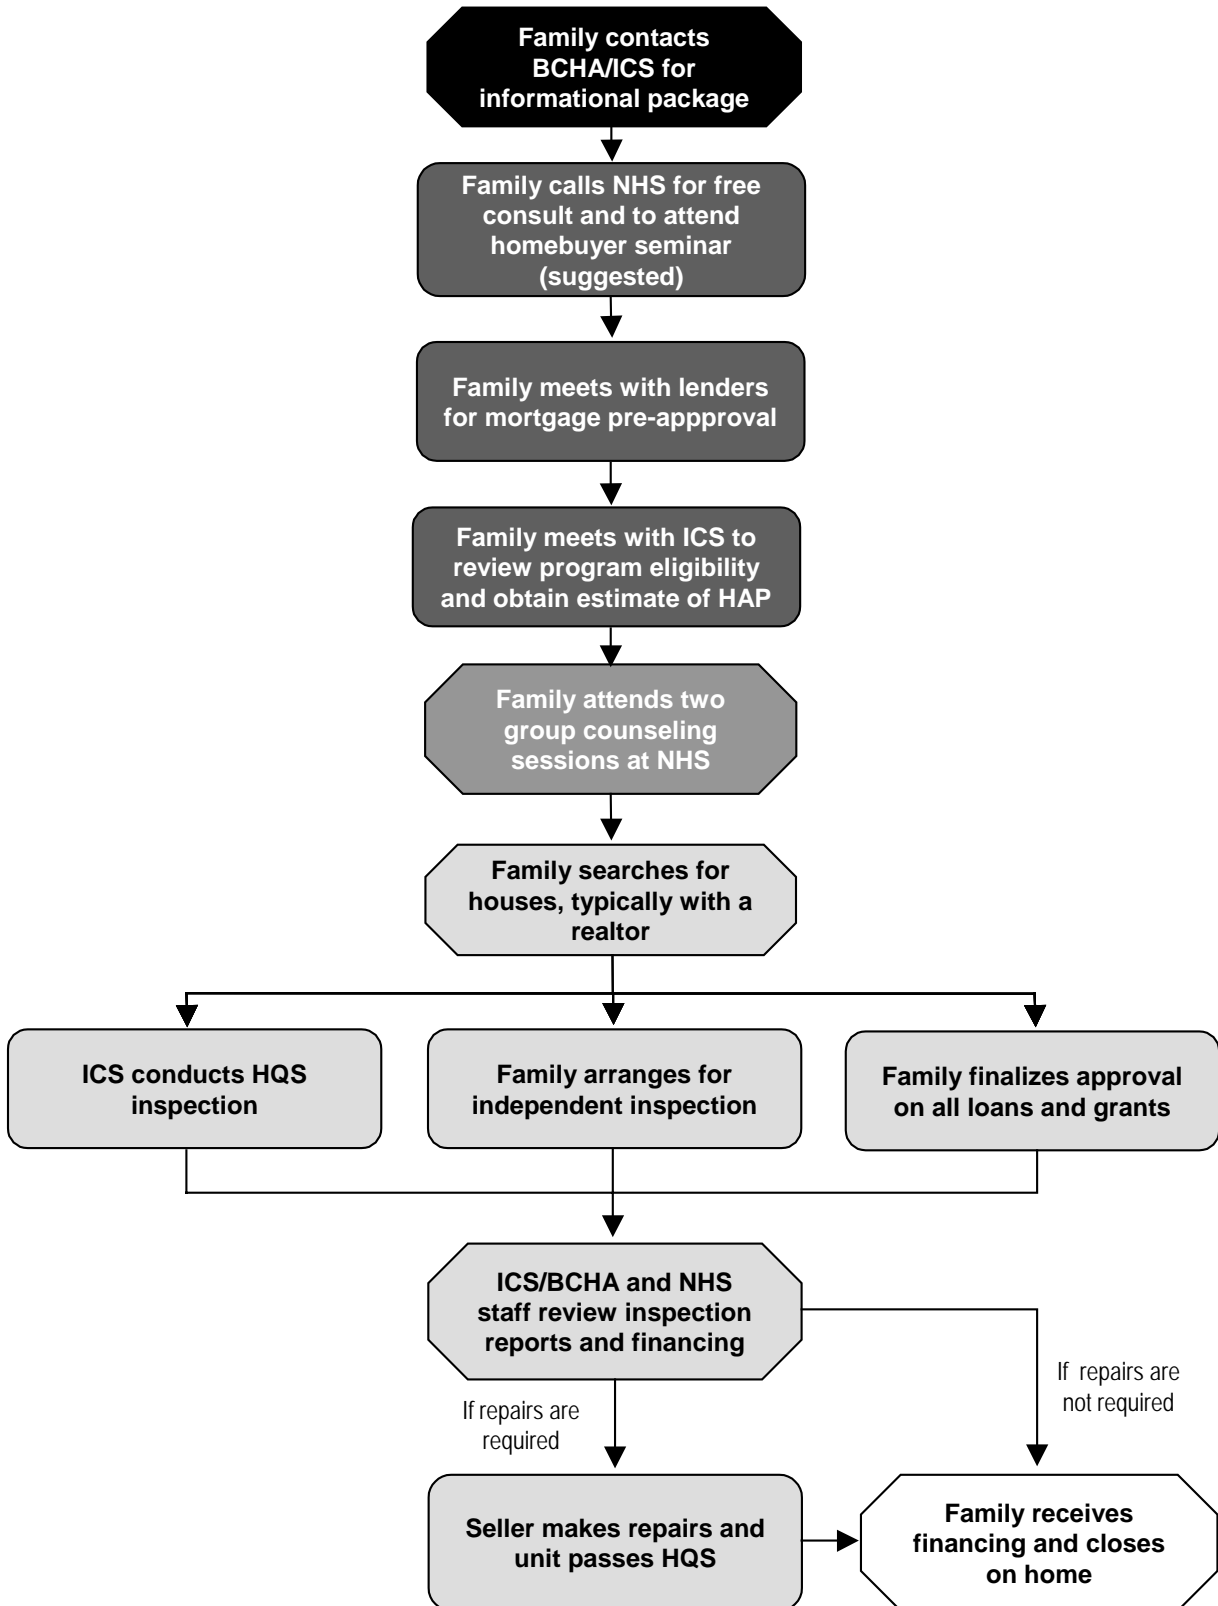 Family contacts
BCHA/ICS for
informational package
Family calls NHS for free
consult and to attend
homebuyer seminar
(suggested)
Family meets with lenders
for mortgage pre-appproval
Family meets with ICS to
review program eligibility
and obtain estimate of HAP
Family attends two
group counseling
sessions at NHS
Family searches for
houses, typically with a
realtor
ICS conducts HQS
inspection
Family arranges for
independent inspection
Family finalizes approval
on all loans and grants
ICS/BCHA and NHS
staff review inspection
reports and financing
If repairs are
required
If repairs are
not required
Seller makes repairs and
unit passes HQS
Family receives
financing and closes
on home